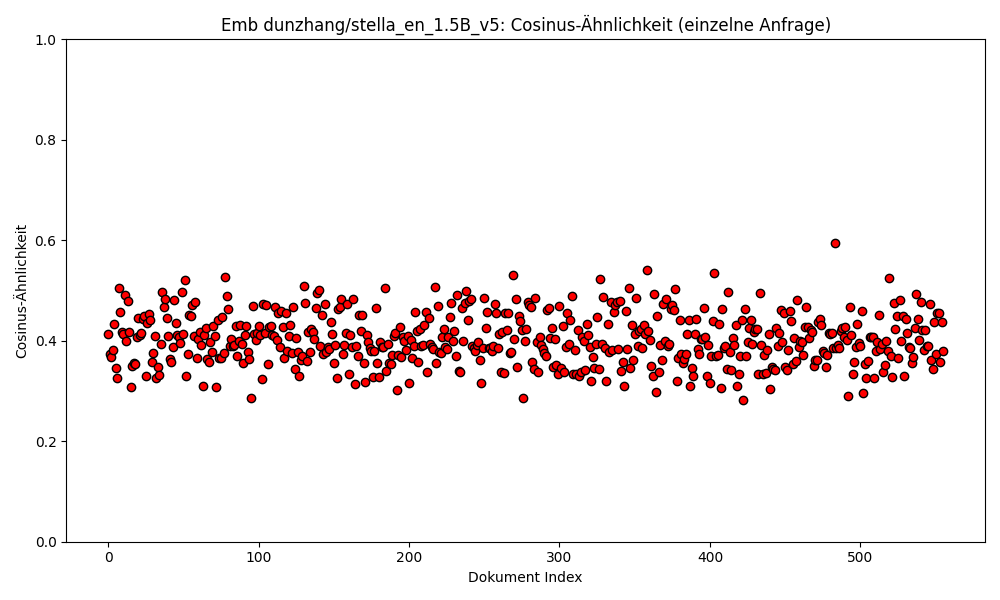 Emb dunzhang/stella_en_1.5B_v5: Cosinus-Ähnlichkeit (einzelne Anfrage)
1.0
0.8
0.6
0.4
0.2
0.0
Cosinus-Ähnlichkeit
0 100 200 300 400 500
Dokument Index